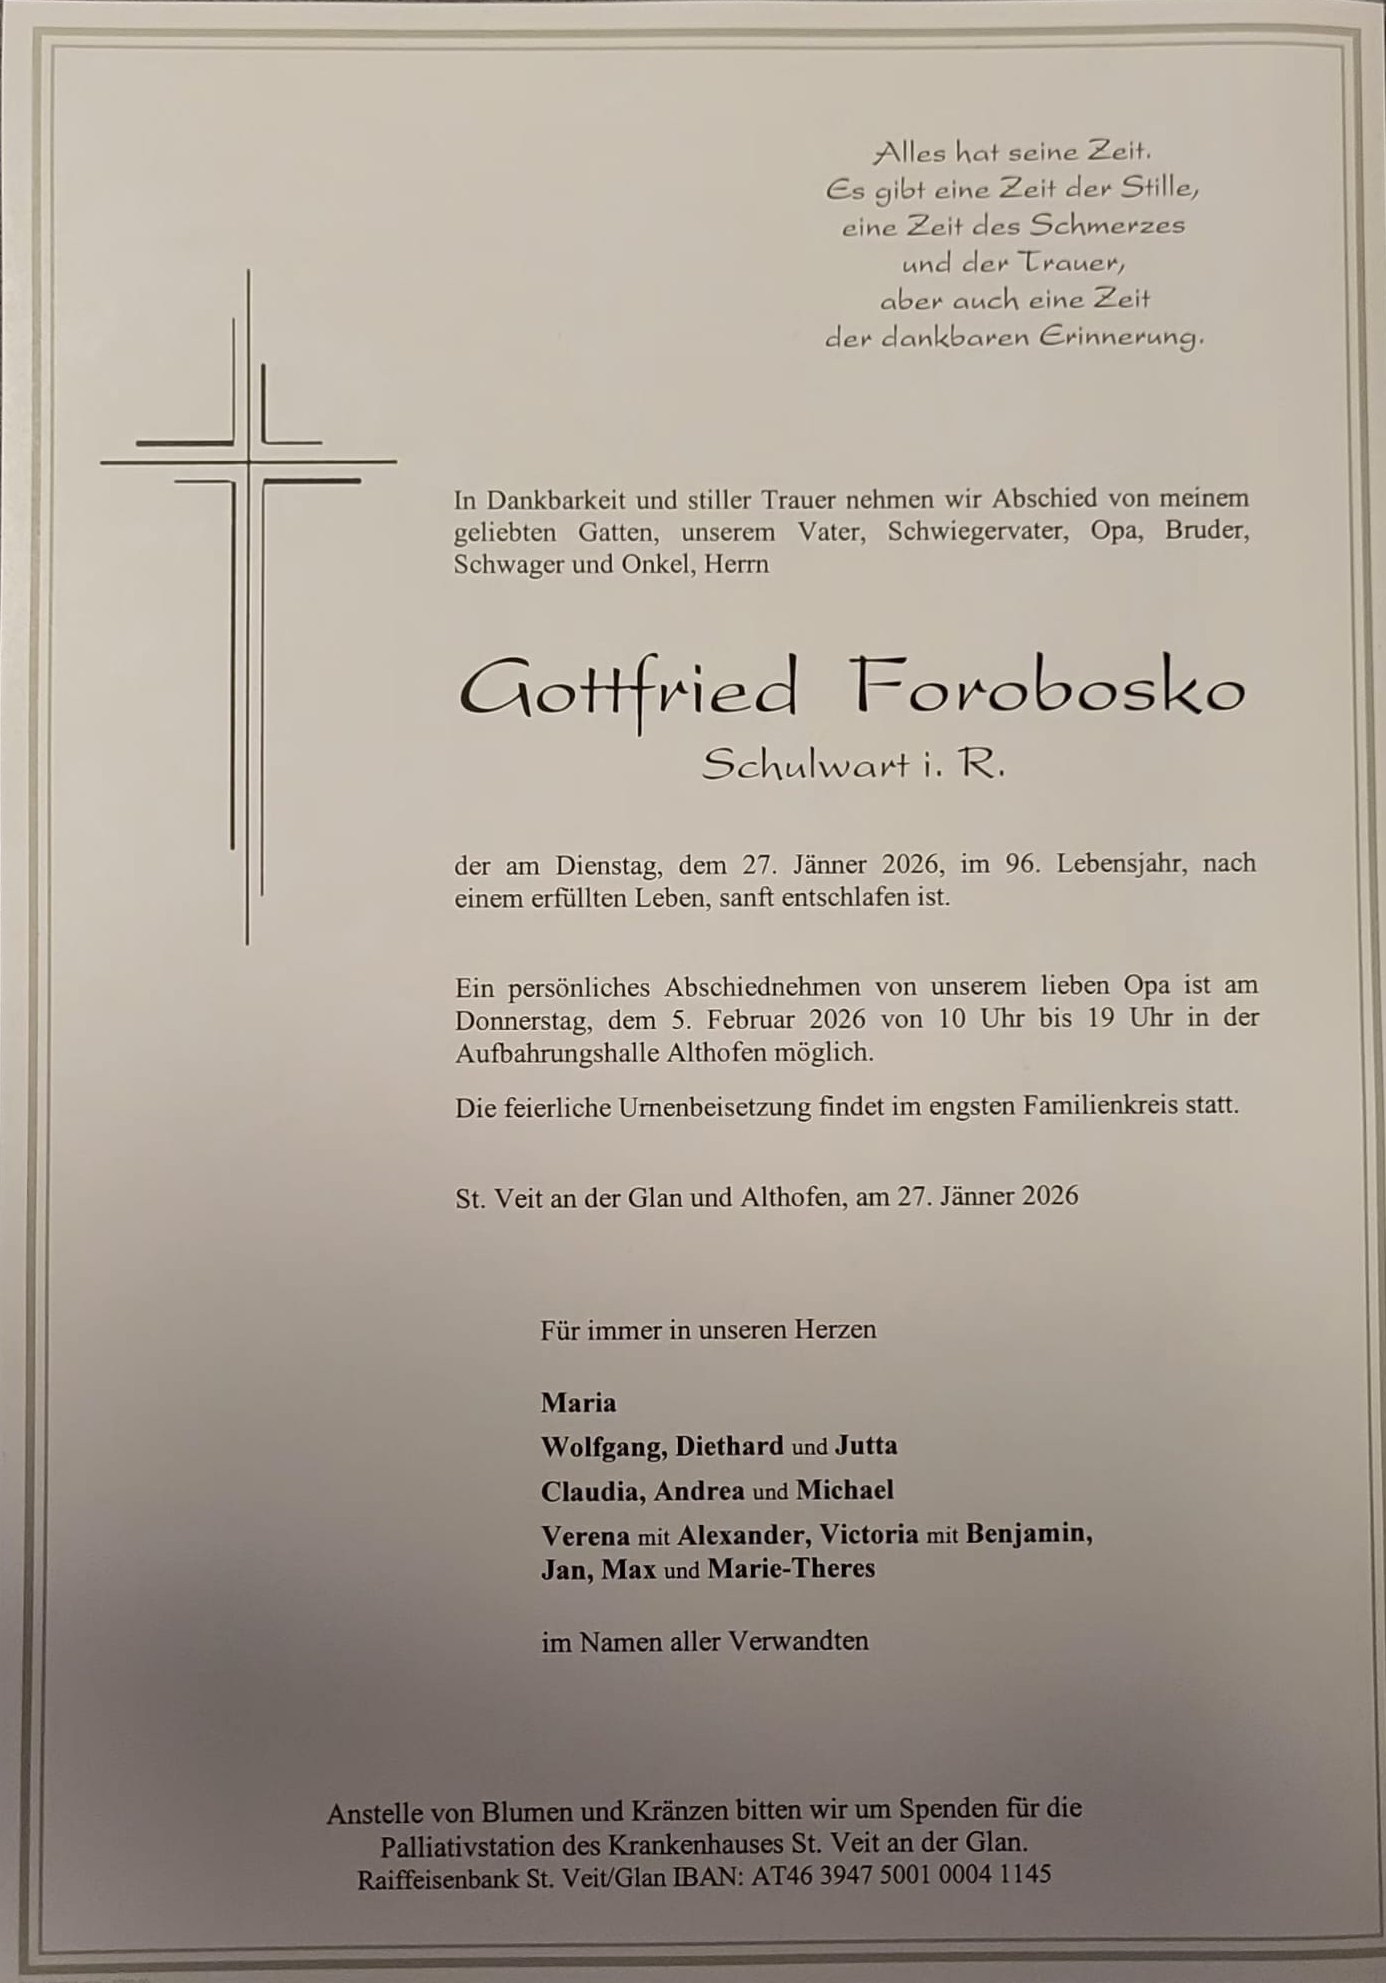 Alles hat seine Zeit.
Es gibt eine Zeit der Stille,
eine Zeit des Schmerzes
und der Trauer,
aber auch eine Zeit
der dankbaren Erinnerung.
In Dankbarkeit und stiller Trauer nehmen wir Abschied von meinem
geliebten Gatten, unserem Vater, Schwiegervater, Opa, Bruder,
Schwager und Onkel, Herrn
Gottfried Forobosko
Schulwart i. R.
der am Dienstag, dem 27. Jänner 2026, im 96. Lebensjahr, nach
einem erfüllten Leben, sanft entschlafen ist.
Ein persönliches Abschiednehmen von unserem lieben Opa ist am
Donnerstag, dem 5. Februar 2026 von 10 Uhr bis 19 Uhr in der
Aufbahrungshalle Althofen möglich.
Die feierliche Urnenbeisetzung findet im engsten Familienkreis statt.
St. Veit an der Glan und Althofen, am 27. Jänner 2026
Für immer in unseren Herzen
Maria
Wolfgang, Diethard und Jutta
Claudia, Andrea und Michael
Verena mit Alexander, Victoria mit Benjamin,
Jan, Max und Marie-Theres
im Namen aller Verwandten
Anstelle von Blumen und Kränzen bitten wir um Spenden für die
Palliativstation des Krankenhauses St. Veit an der Glan.
Raiffeisenbank St. Veit/Glan IBAN: AT46 3947 5001 0004 1145